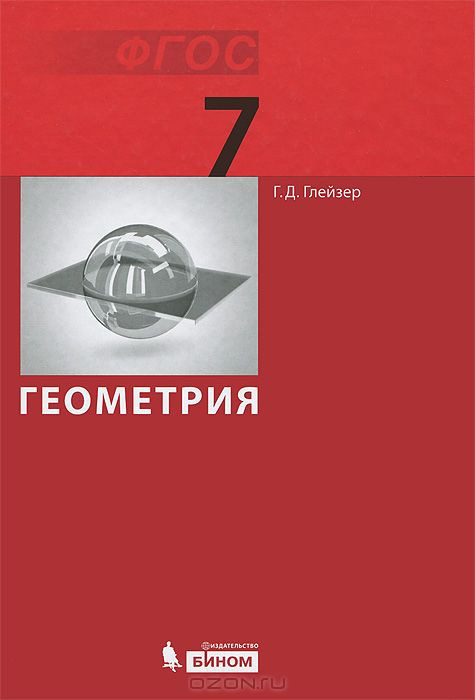 ФГОС
7
Г. Д. Глейзер
ГЕОМЕТРИЯ
ИЗДАТЕЛЬСТВО
БИНОМ
OZON.RU